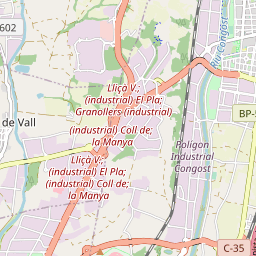 602
Riu Congost
Lliçà V.;
(industrial) El Pla;
Granollers (industrial)
(industrial) Coll de;
la Manya
BP-5
de Vall
Lliçà V.;
(industrial) El Pla;
(industrial) Coll de;
la Manya
Polígon
Industrial
Congost
C-35